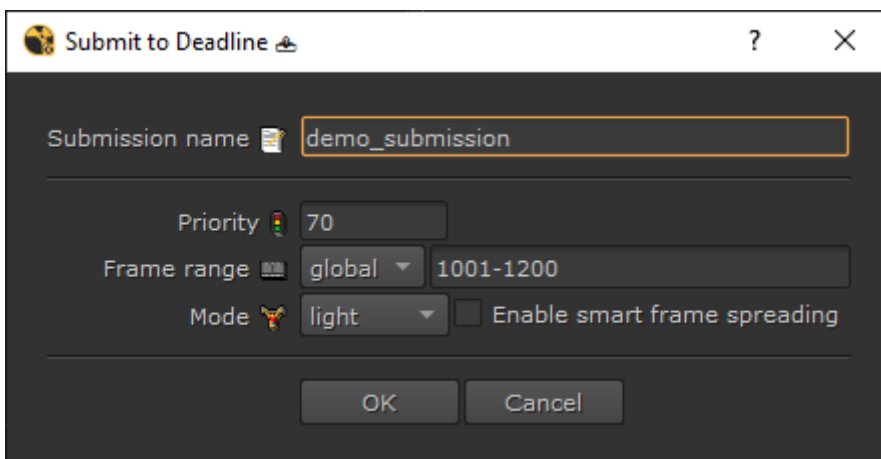 Submit to Deadline
?
Submission name demo_submission
Priority 70
Frame range global 1001-1200
Mode light Enable smart frame spreading
OK Cancel